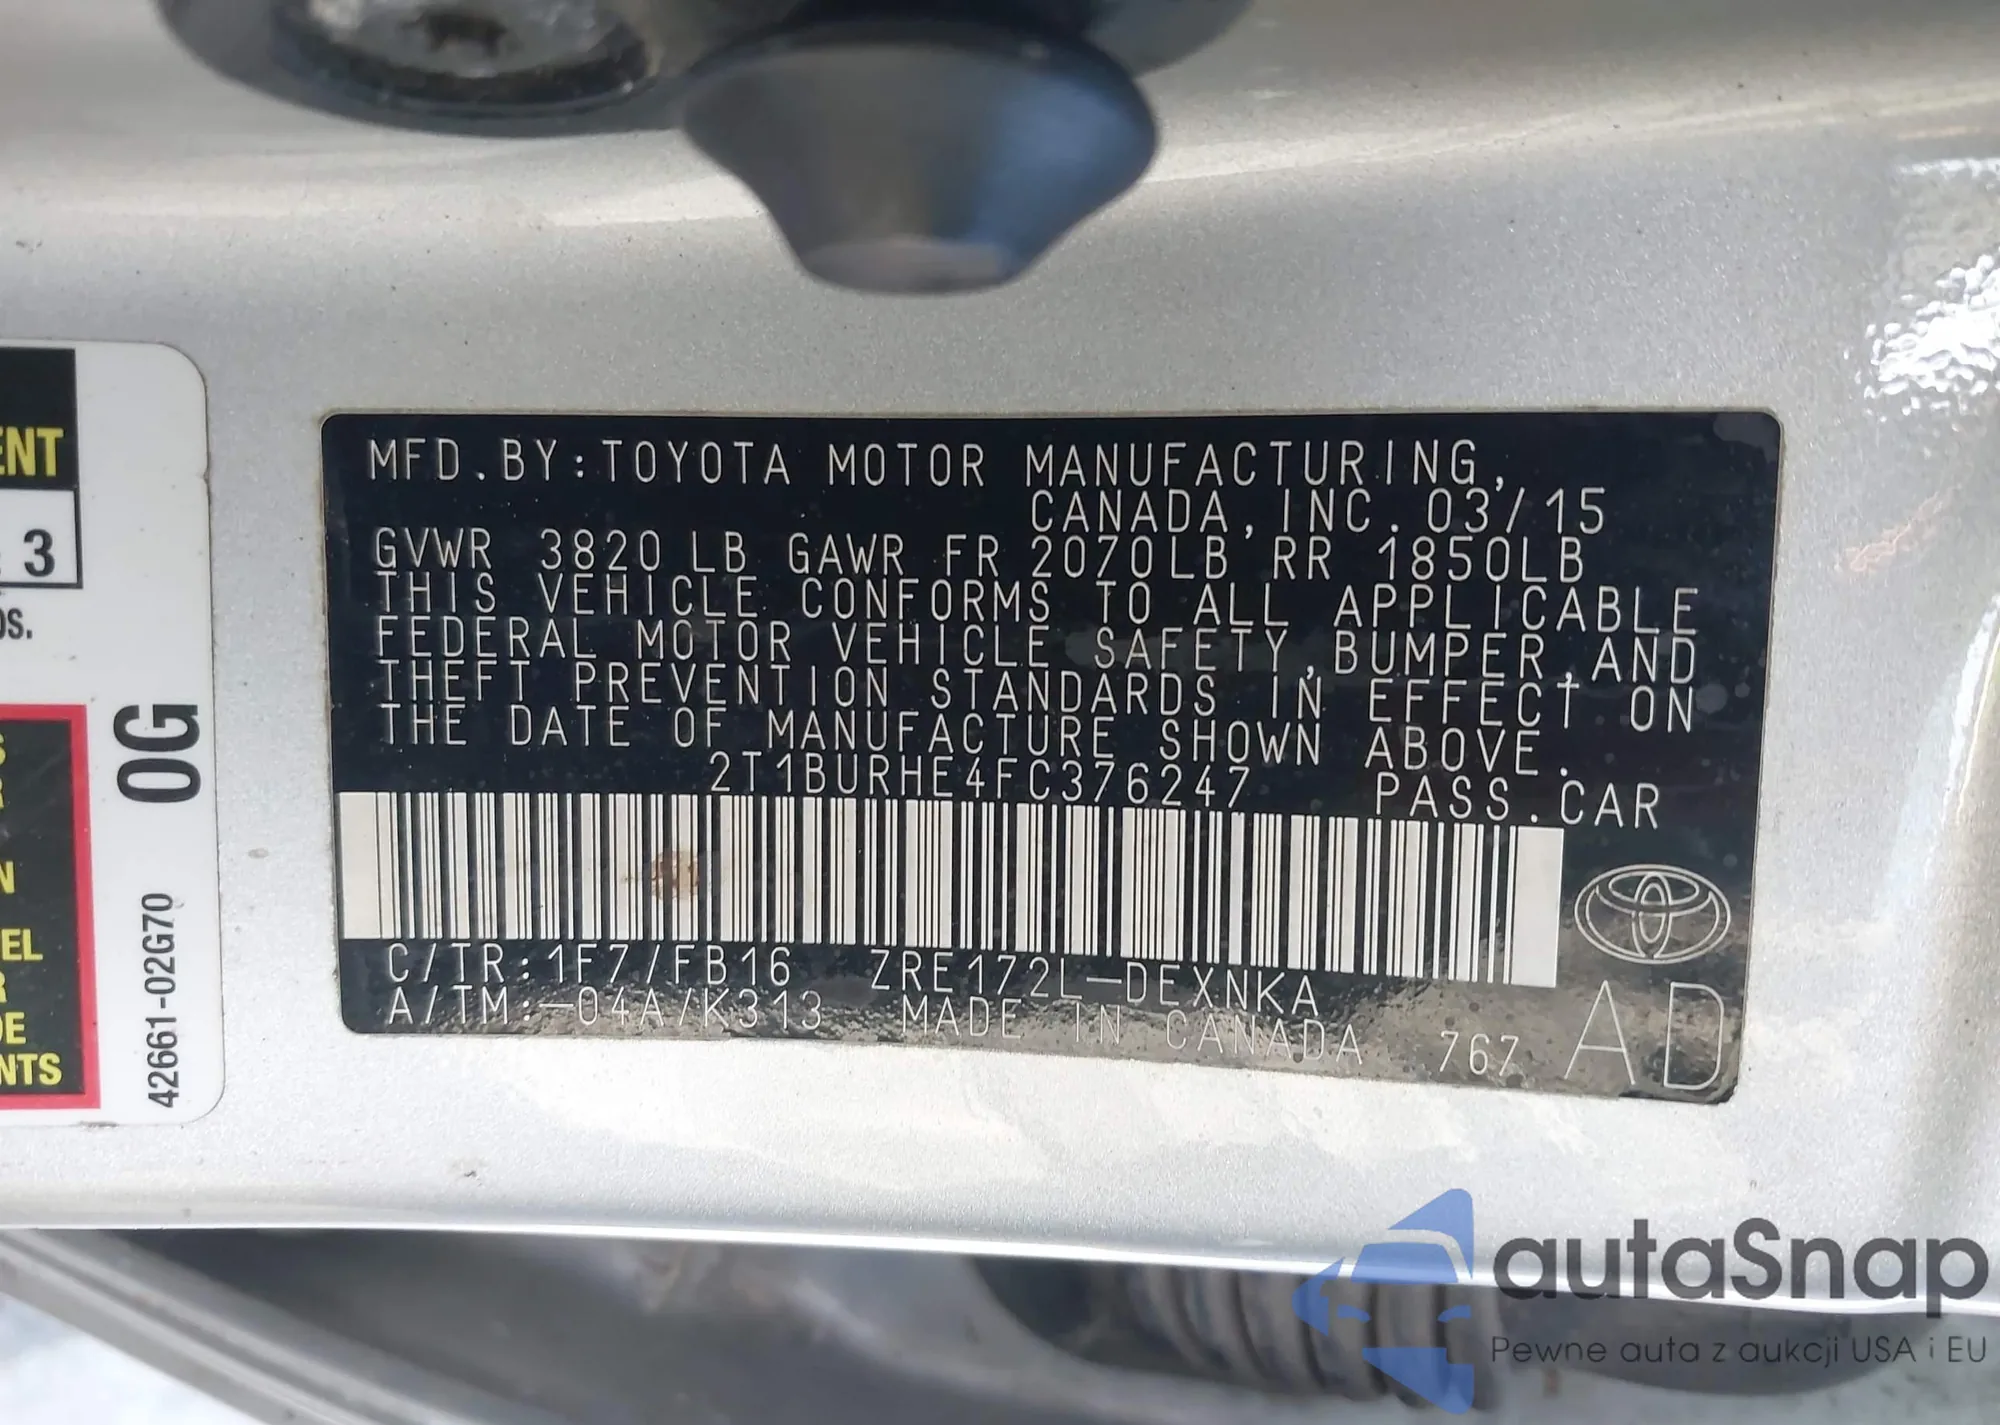 MFD.BY:TOYOTA MOTOR MANUFACTURING,
CANADA,INC. 03/15
GVWR 3820 LB GAWR FR 2070LB RR 1850LB
THIS VEHICLE CONFORMS TO ALL APPLICABLE
FEDERAL MOTOR VEHICLE SAFETY,BUMPER,AND
THEFT PREVENTION STANDARDS IN EFFECT ON
THE DATE OF MANUFACTURE SHOWN ABOVE.
2T1BURHE4FC376247 PASS.CAR
C/TR:1F7/FB16 ZRE172L-DEXNKA
A/TM:-04A/K313 MADE IN CANADA 767 AD
ENT
3
OS.
0G
42661-02G70
S
R
N
EL
R
DE
NTS
autaSnap
Pewne auta z aukcji USA i EU